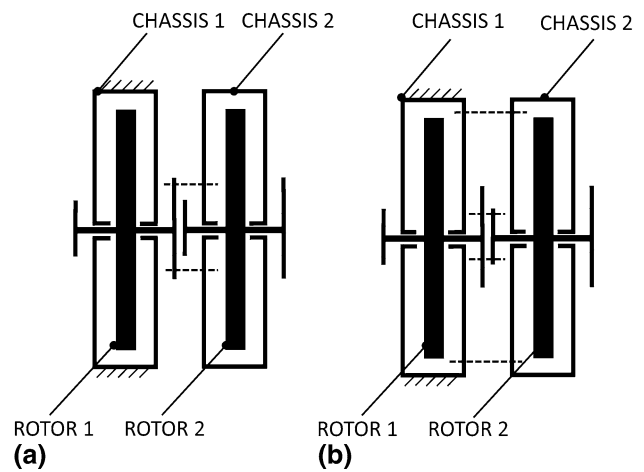 CHASSIS 1 CHASSIS 2
CHASSIS 1
CHASSIS 2
ROTOR 1 ROTOR 2
ROTOR 1 ROTOR 2
(a)
(b)